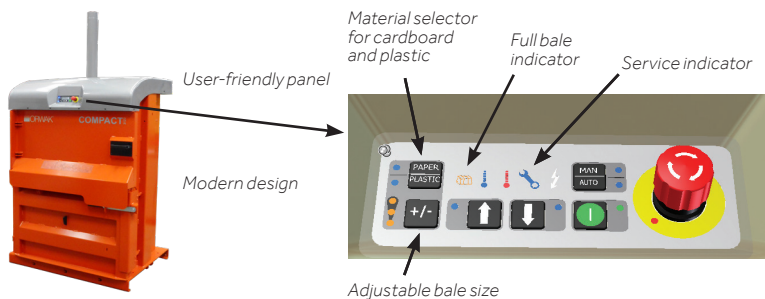 Material selector
for cardboard
and plastic
Full bale
indicator
Service indicator
User-friendly panel
ORWAK
COMPACT
Modern design
PAPER
PLASTIC
MAN
AUTO
+/-
Adjustable bale size